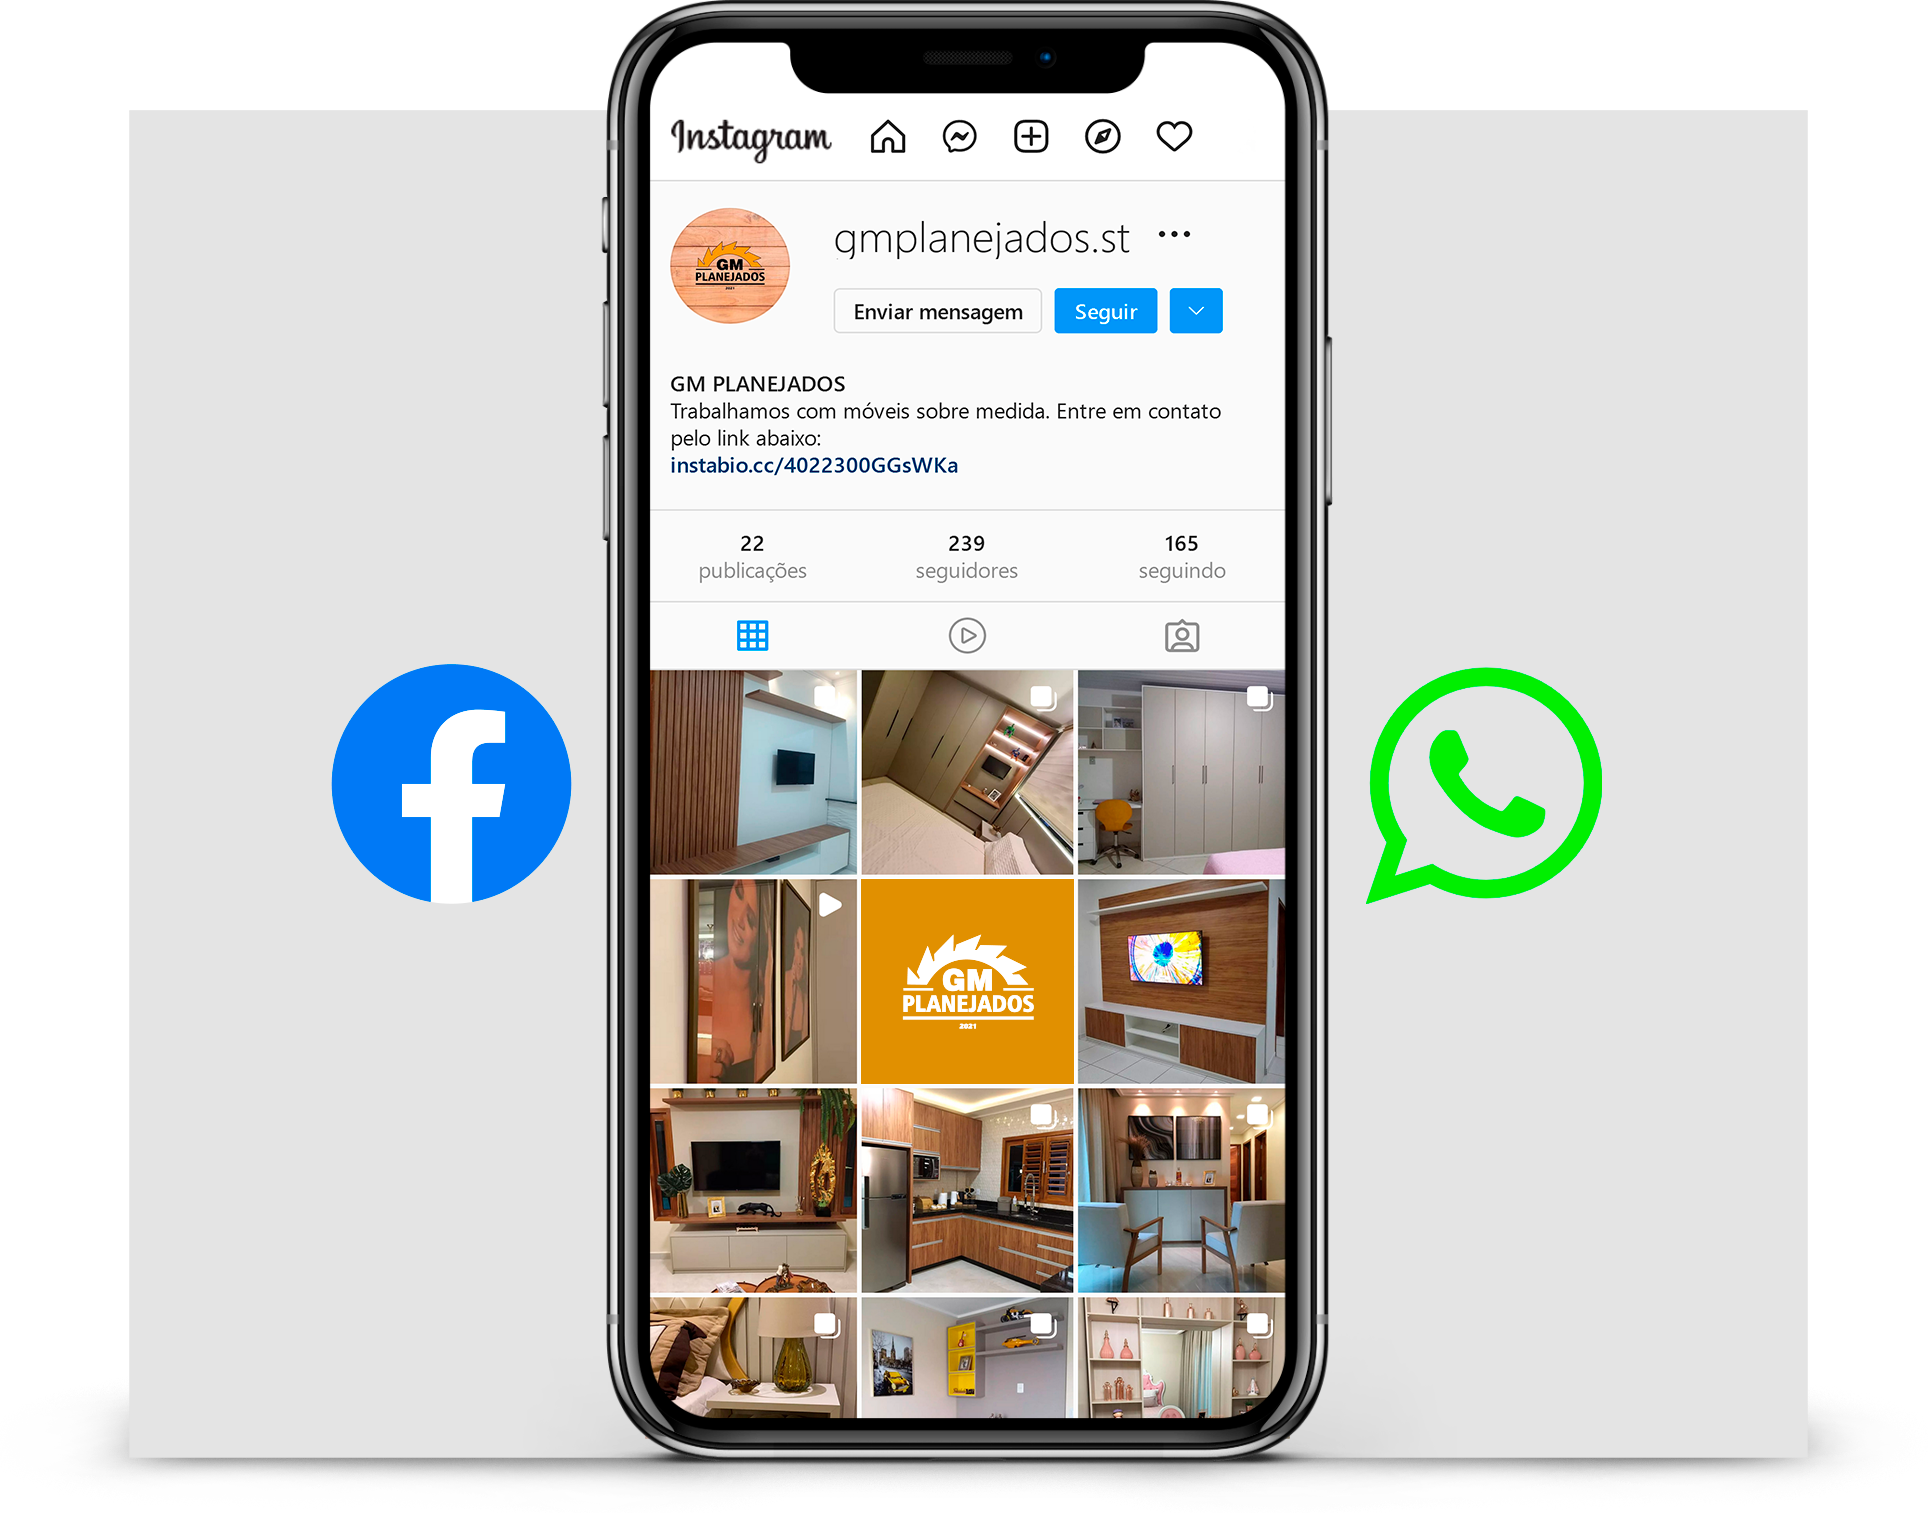 Instagram
gmplanejados.st
GM
PLANEJADOS
2021
Enviar mensagem
Seguir
GM PLANEJADOS
Trabalhamos com móveis sobre medida. Entre em contato
pelo link abaixo:
instabio.cc/4022300GGsWKa
22
239
165
publicações
seguidores
seguindo
GM
PLANEJADOS
2021